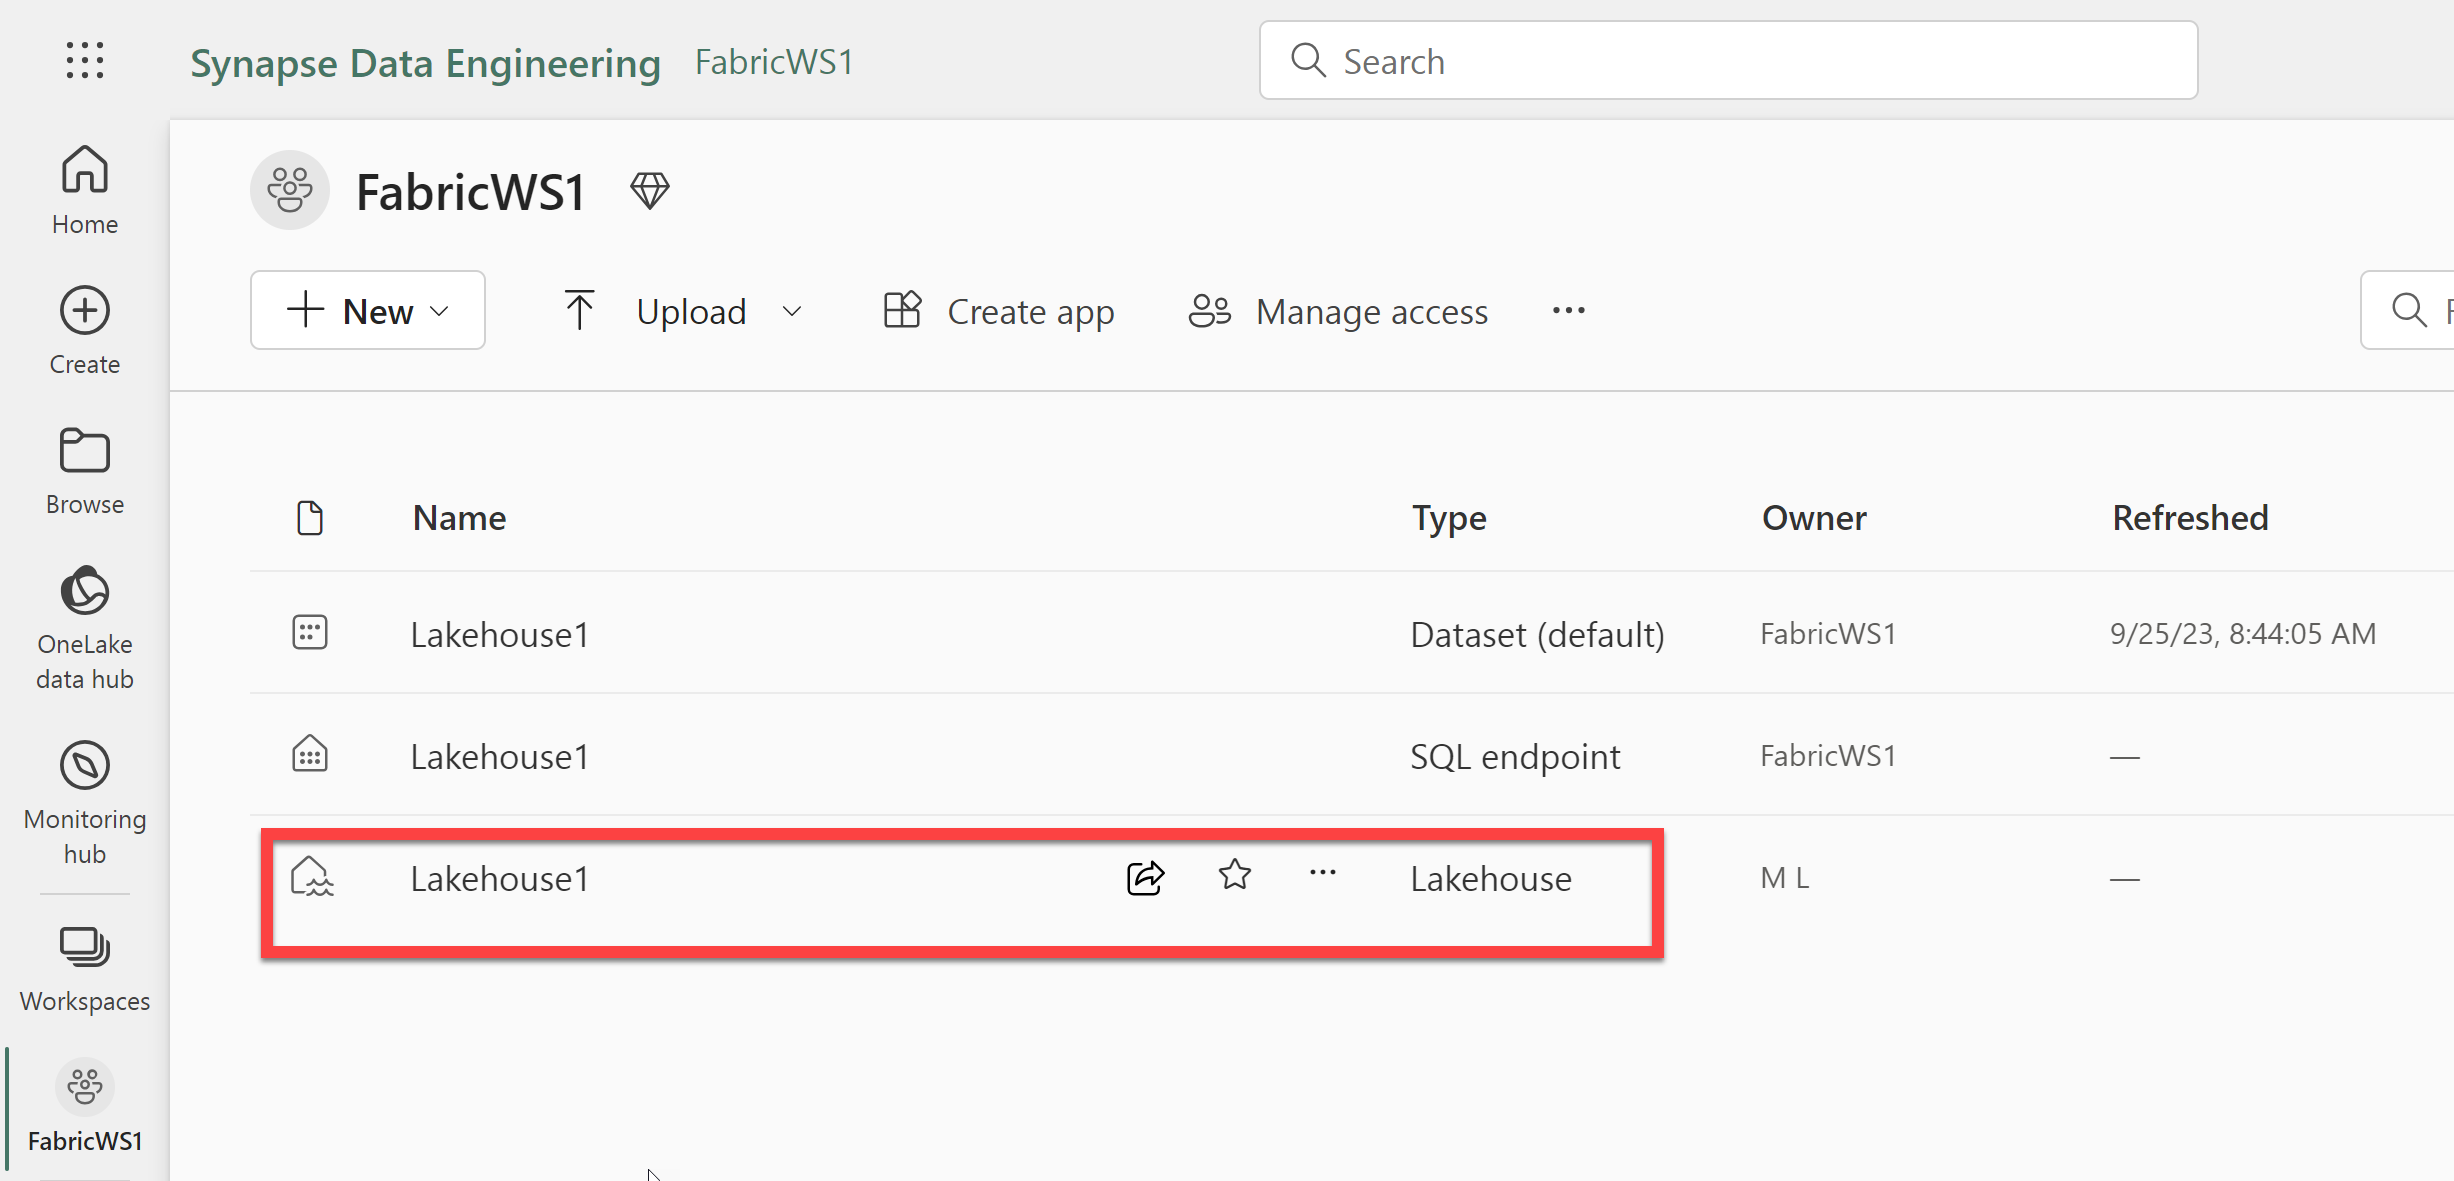 Synapse Data Engineering FabricWS1
Search
Home
Create
Browse
OneLake
data hub
Monitoring
hub
Workspaces
FabricWS1
FabricWS1
New Upload Create app Manage access
Name Type Owner Refreshed
Lakehouse1 Dataset (default) FabricWS1 9/25/23, 8:44:05 AM
Lakehouse1 SQL endpoint FabricWS1 —
Lakehouse1 Lakehouse M L —